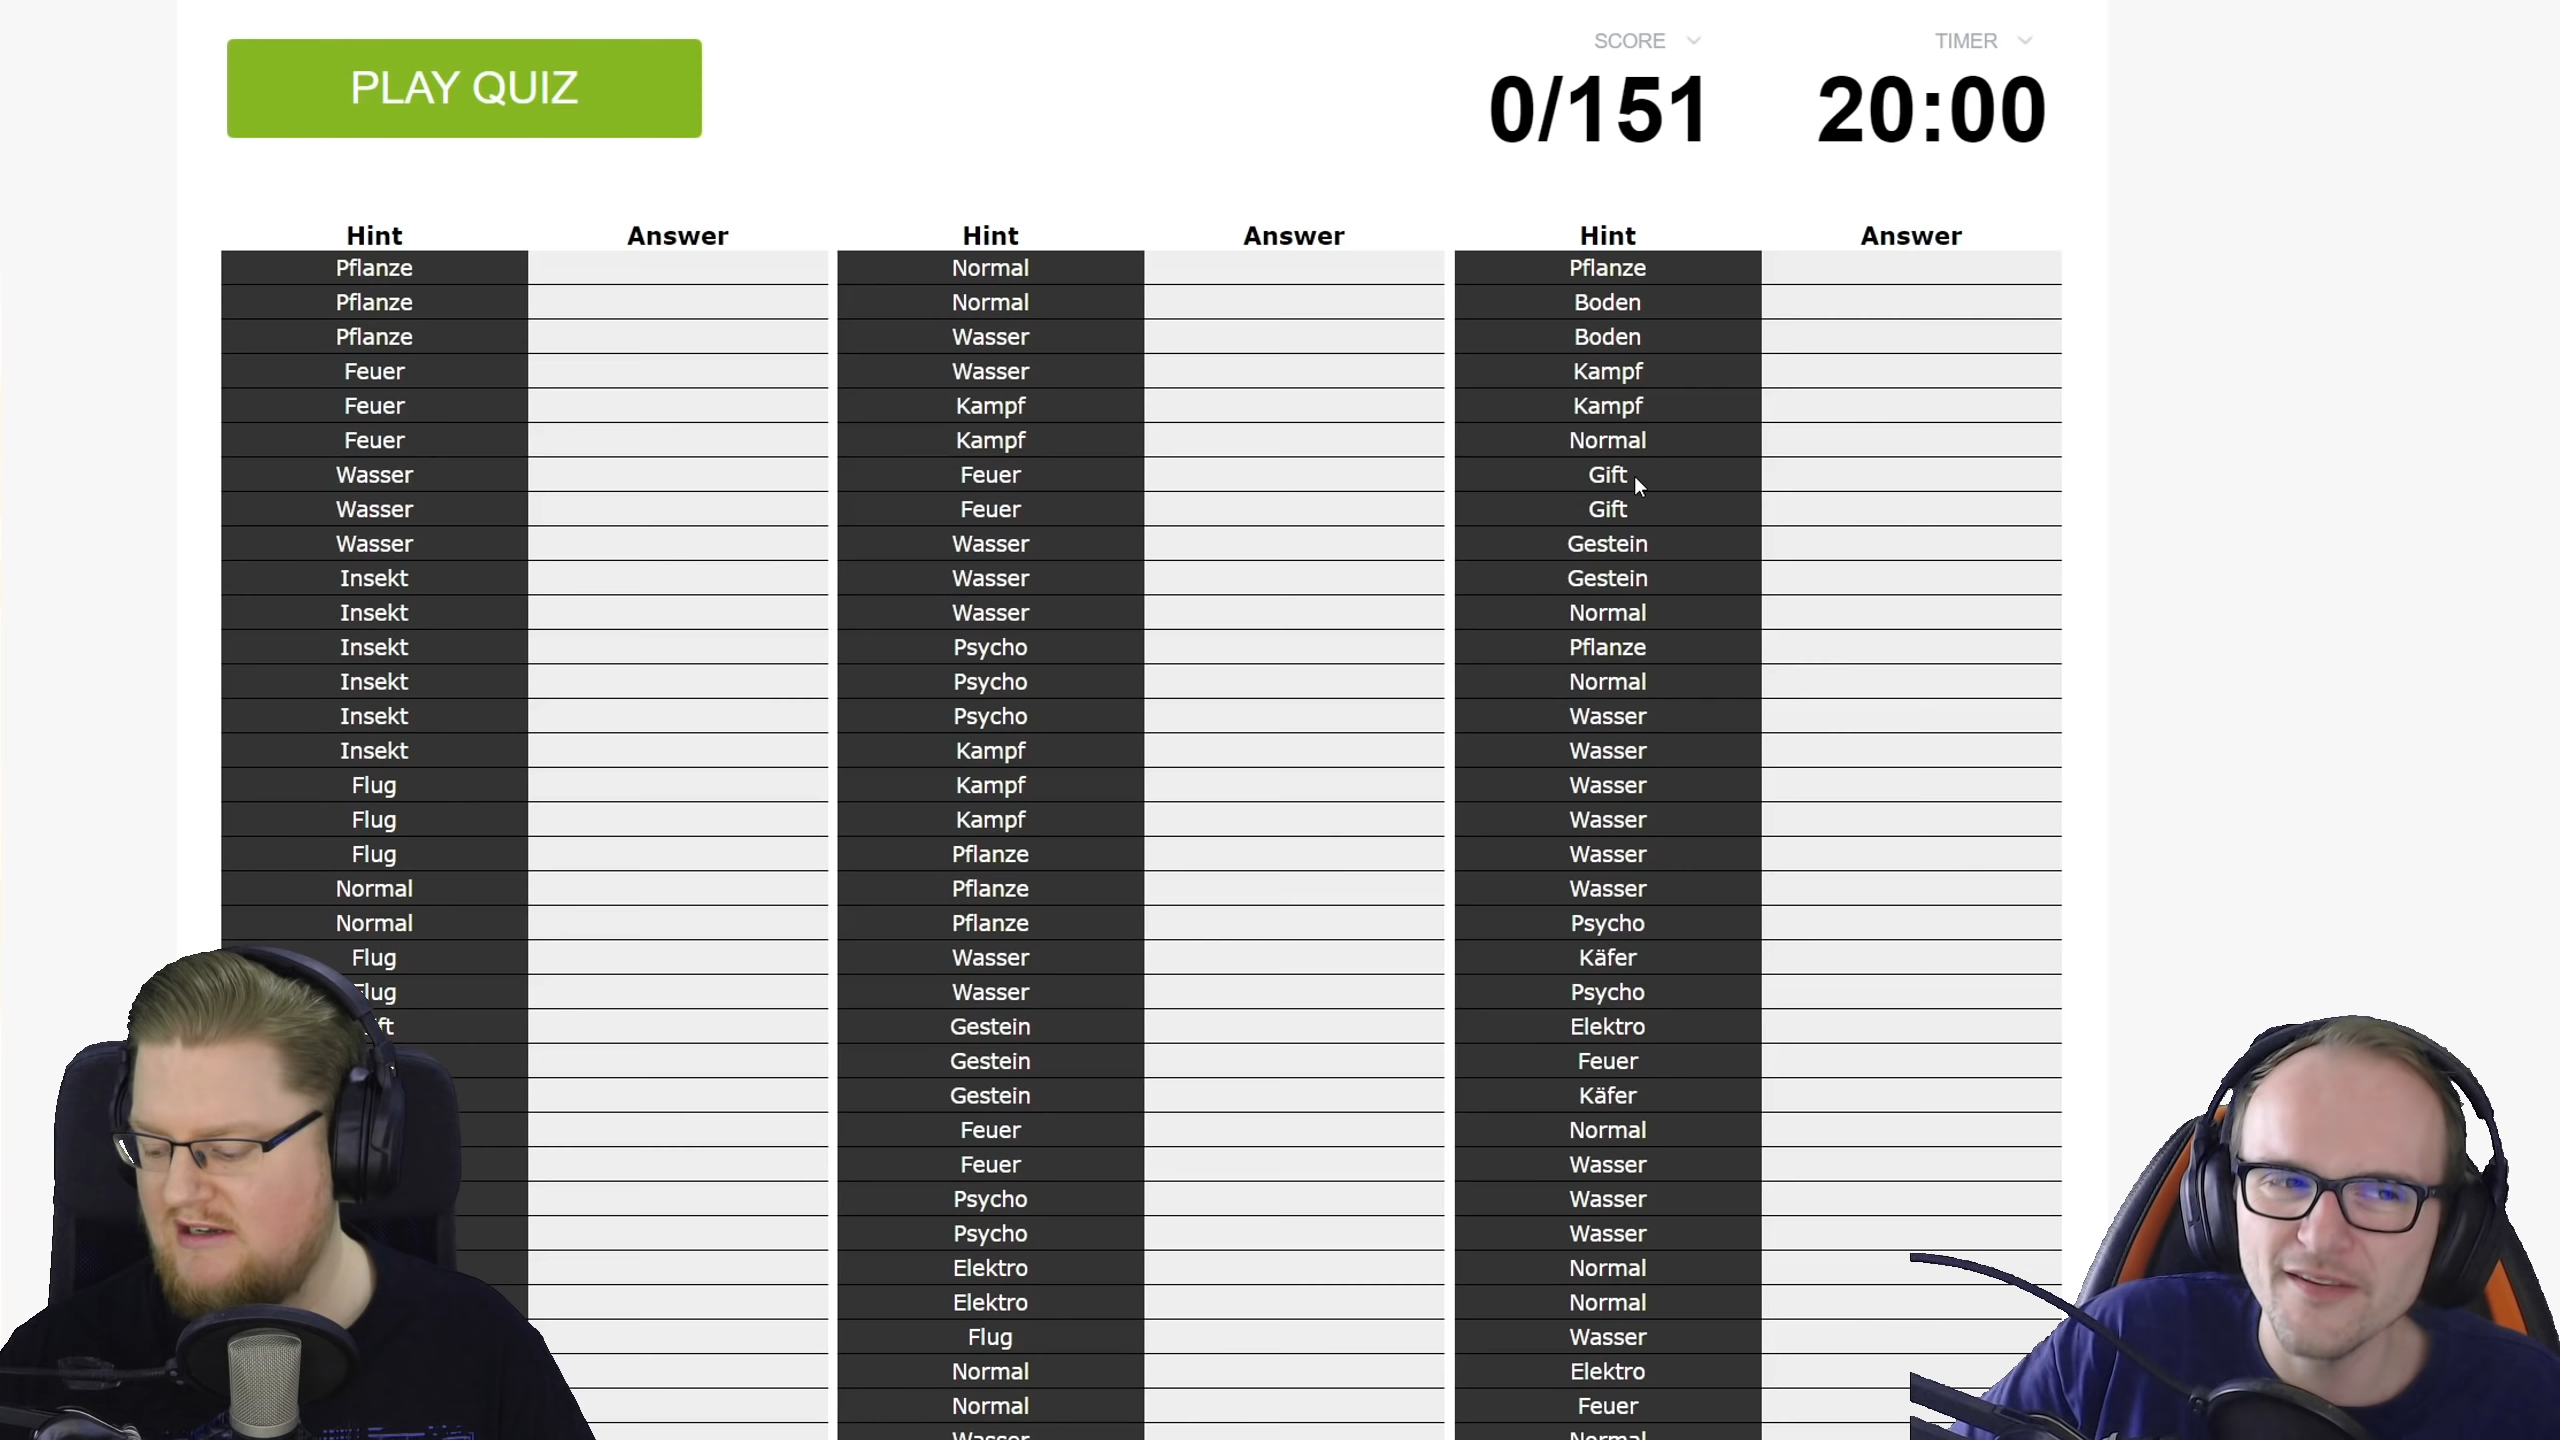 PLAY QUIZ
SCORE TIMER
0/151 20:00
Hint Answer Hint Answer Hint Answer
Pflanze Normal Pflanze
Pflanze Normal Boden
Pflanze Wasser Boden
Feuer Wasser Kampf
Feuer Kampf Kampf
Feuer Kampf Normal
Wasser Feuer Gift
Wasser Feuer Gift
Wasser Wasser Gestein
Insekt Wasser Gestein
Insekt Wasser Normal
Insekt Psycho Pflanze
Insekt Psycho Normal
Insekt Psycho Wasser
Insekt Kampf Wasser
Flug Kampf Wasser
Flug Kampf Wasser
Flug Pflanze Wasser
Normal Pflanze Wasser
Normal Pflanze Psycho
Flug Wasser Käfer
Flug Wasser Psycho
Gestein Elektro
Gestein Feuer
Gestein Käfer
Feuer Normal
Feuer Wasser
Psycho Wasser
Psycho Wasser
Elektro Normal
Elektro Normal
Flug Wasser
Normal Elektro
Normal Feuer
Wasser Normal